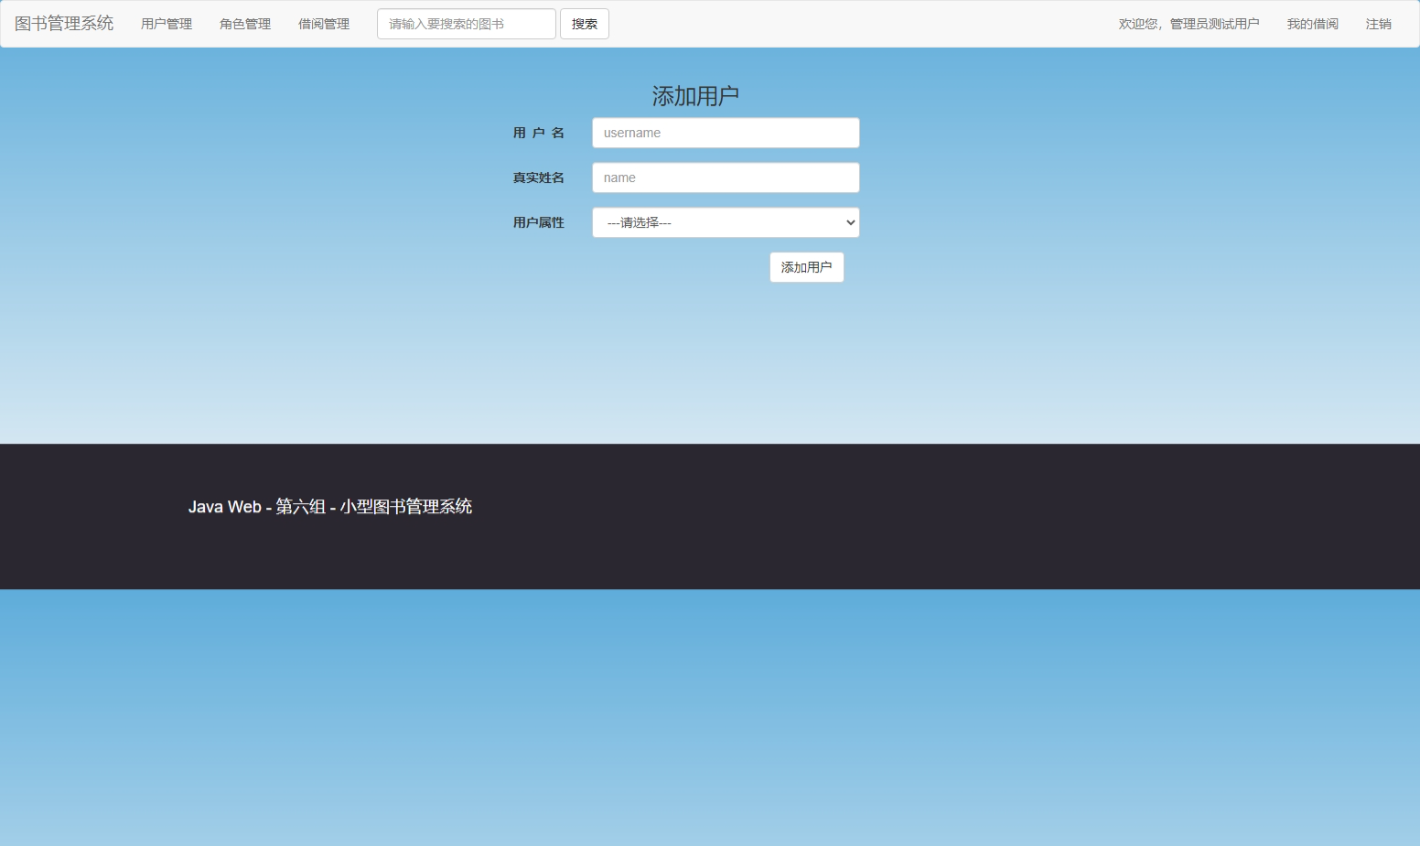 图书管理系统 用户管理 角色管理 借阅管理 请输入要搜索的图书 搜索 欢迎您，管理员测试用户 我的借阅 注销
添加用户
用 户 名 username
真实姓名 name
用户属性 ---请选择---
添加用户
Java Web - 第六组 - 小型图书管理系统